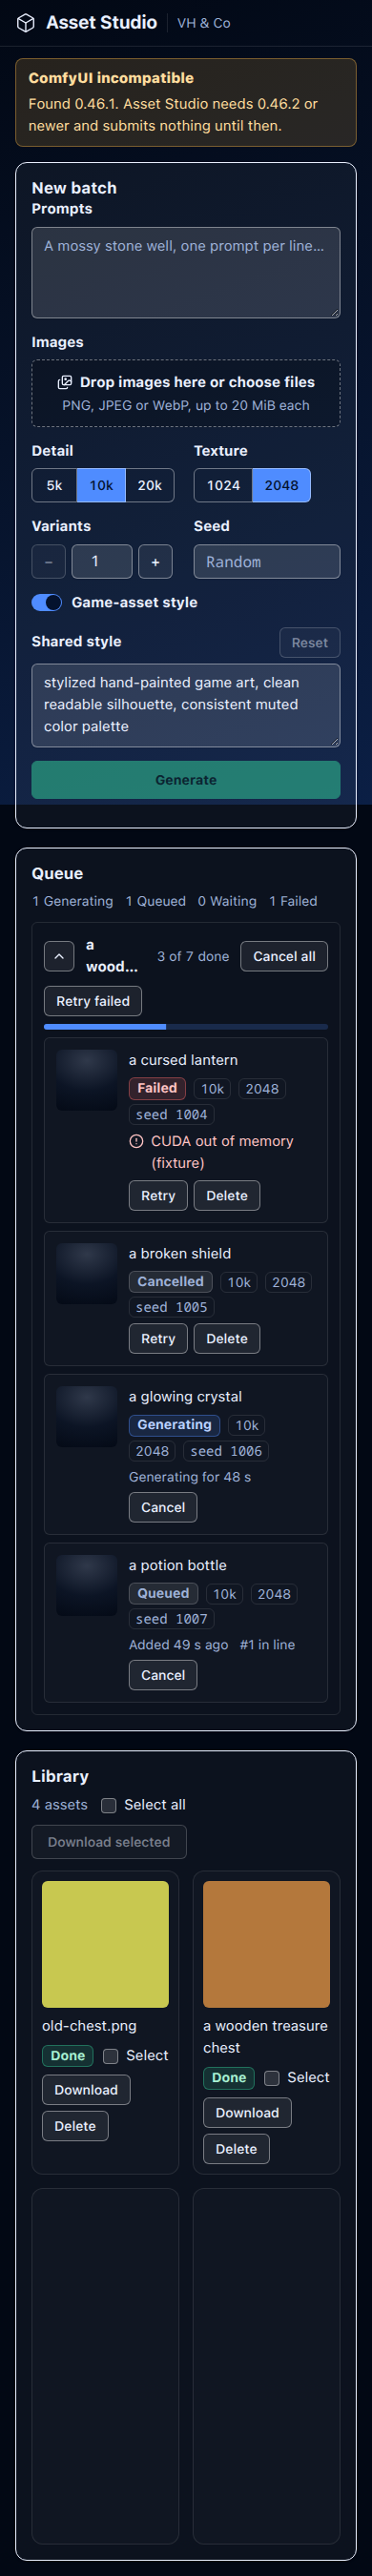 Asset Studio VH & Co
ComfyUI incompatible
Found 0.46.1. Asset Studio needs 0.46.2 or
newer and submits nothing until then.
New batch
Prompts
A mossy stone well, one prompt per line...
Images
Drop images here or choose files
PNG, JPEG or WebP, up to 20 MiB each
Detail Texture
5k 10k 20k 1024 2048
Variants Seed
− 1 + Random
Game-asset style
Shared style Reset
stylized hand-painted game art, clean
readable silhouette, consistent muted
color palette
Generate
Queue
1 Generating 1 Queued 0 Waiting 1 Failed
a
wood... 3 of 7 done Cancel all
Retry failed
a cursed lantern
Failed 10k 2048
seed 1004
CUDA out of memory
(fixture)
Retry Delete
a broken shield
Cancelled 10k 2048
seed 1005
Retry Delete
a glowing crystal
Generating 10k
2048 seed 1006
Generating for 48 s
Cancel
a potion bottle
Queued 10k 2048
seed 1007
Added 49 s ago #1 in line
Cancel
Library
4 assets Select all
Download selected
old-chest.png
Done Select
Download
Delete
a wooden treasure
chest
Done Select
Download
Delete